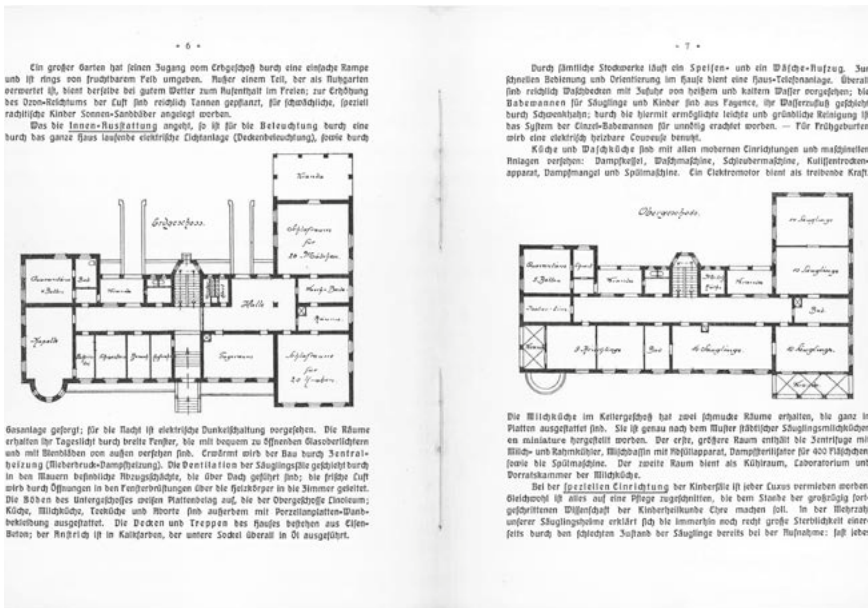 • 6 •
Ein großer Garten hat seinen Zugang vom Erdgeschoß durch eine einfache Rampe
und ist rings von fruchtbarem Feld umgeben. Außer einem Teil, der als Nutzgarten
verwertet ist, dient derselbe bei gutem Wetter zum Aufenthalt im Freien; zur Erhöhung
des Ozon-Reichtums der Luft sind reichlich Tannen gepflanzt, für schwächliche, speziell
rachitische Kinder Sonnen-Sandbäder angelegt worden.
Was die Innen-Ausstattung angeht, so ist für die Beleuchtung durch eine
durch das ganze Haus laufende elektrische Lichtanlage (Deckenbeleuchtung), sowie durch
Veranda
Erdgeschoss.
Schlafraum
für
20 Mädchen.
Quarantäne
4 Betten
Bad
Veranda
Halle
Kapelle
Tagraum
Schlafraum
für
20 Knaben.
Gasanlage gesorgt; für die Nacht ist elektrische Dunkelschaltung vorgesehen. Die Räume
erhalten ihr Tageslicht durch breite Fenster, die mit bequem zu öffnenden Glasoberlichtern
und mit Blendläden von außen versehen sind. Erwärmt wird der Bau durch Zentral-
heizung (Niederdruck-Dampfheizung). Die Ventilation der Säuglingssäle geschieht durch
in den Mauern befindliche Abzugsschächte, die über Dach geführt sind; die frische Luft
wird durch Öffnungen in den Fensterbrüstungen über die Heizkörper in die Zimmer geleitet.
Die Böden des Untergeschosses weisen Plattenbelag auf, die der Obergeschosse Linoleum;
Küche, Milchküche, Teeküche und Aborte sind außerdem mit Porzellanplatten-Wand-
bekleidung ausgestattet. Die Decken und Treppen des Hauses bestehen aus Eisen-
Beton; der Anstrich ist in Kalkfarben, der untere Sockel überall in Öl ausgeführt.
• 7 •
Durch sämtliche Stockwerke läuft ein Speisen- und ein Wäsche-Aufzug. Zur
schnellen Bedienung und Orientierung im Hause dient eine Haus-Telefonanlage. Überall
sind reichlich Waschbecken mit Zufuhr von heißem und kaltem Wasser vorgesehen; die
Babewannen für Säuglinge und Kinder sind aus Fayence, ihr Wasserzufluß geschieht
durch Schwenkhahn; durch die hiermit ermöglichte leichte und gründliche Reinigung ist
das System der Einzel-Badewannen für unnötig erachtet worden. — Für Frühgeburten
wird eine elektrisch heizbare Couveuse benutzt.
Küche und Waschküche sind mit allen modernen Einrichtungen und maschinellen
Anlagen versehen: Dampfkessel, Waschmaschine, Schleudermaschine, Kulissentrocken-
apparat, Dampfmangel und Spülmaschine. Ein Elektromotor dient als treibende Kraft.
Obergeschoss.
10 Säuglinge
Quarantäne
3 Betten
Veranda
Veranda
10 Säuglinge
Bad.
Bad
10 Säuglinge.
10 Säuglinge.
Veranda
Die Milchküche im Kellergeschoß hat zwei schmucke Räume erhalten, die ganz in
Platten ausgestattet sind. Sie ist genau nach dem Muster städtischer Säuglingsmilchküchen
en miniature hergestellt worden. Der erste, größere Raum enthält die Zentrifuge mit
Milch- und Rahmkühler, Milchbassin mit Abfüllapparat, Dampfsterilisator für 400 Fläschchen
sowie die Spülmaschine. Der zweite Raum dient als Kühlraum, Laboratorium und
Vorratskammer der Milchküche.
Bei der speziellen Einrichtung der Kindersäle ist jeder Luxus vermieden worden.
Gleichwohl ist alles auf eine Pflege zugeschnitten, die dem Stande der großzügig fort-
geschrittenen Wissenschaft der Kinderheilkunde Ehre machen soll. In der Mehrzahl
unserer Säuglingsheime erklärt sich die immerhin noch recht große Sterblichkeit einer-
seits durch den schlechten Zustand der Säuglinge bereits bei der Aufnahme: fast jedes